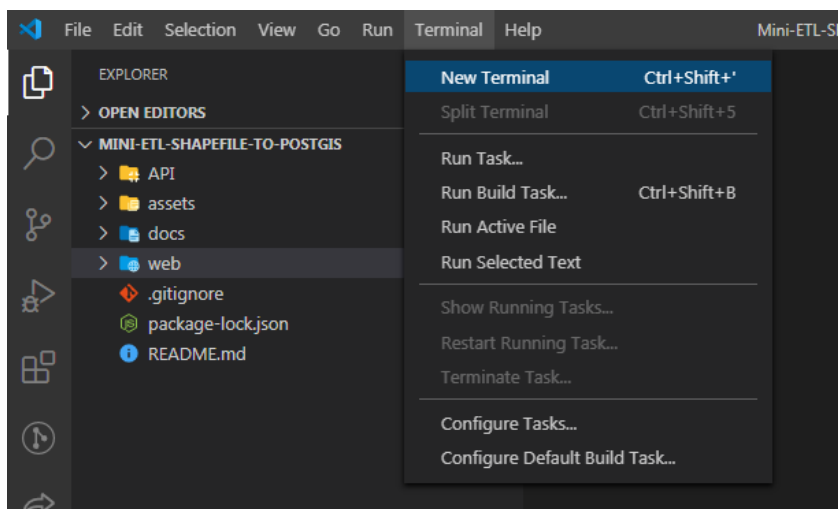 File Edit Selection View Go Run Terminal Help Mini-ETL-S
EXPLORER
OPEN EDITORS
MINI-ETL-SHAPEFILE-TO-POSTGIS
API
assets
docs
web
.gitignore
package-lock.json
README.md
New Terminal Ctrl+Shift+'
Split Terminal Ctrl+Shift+5
Run Task...
Run Build Task... Ctrl+Shift+B
Run Active File
Run Selected Text
Show Running Tasks...
Restart Running Task...
Terminate Task...
Configure Tasks...
Configure Default Build Task...